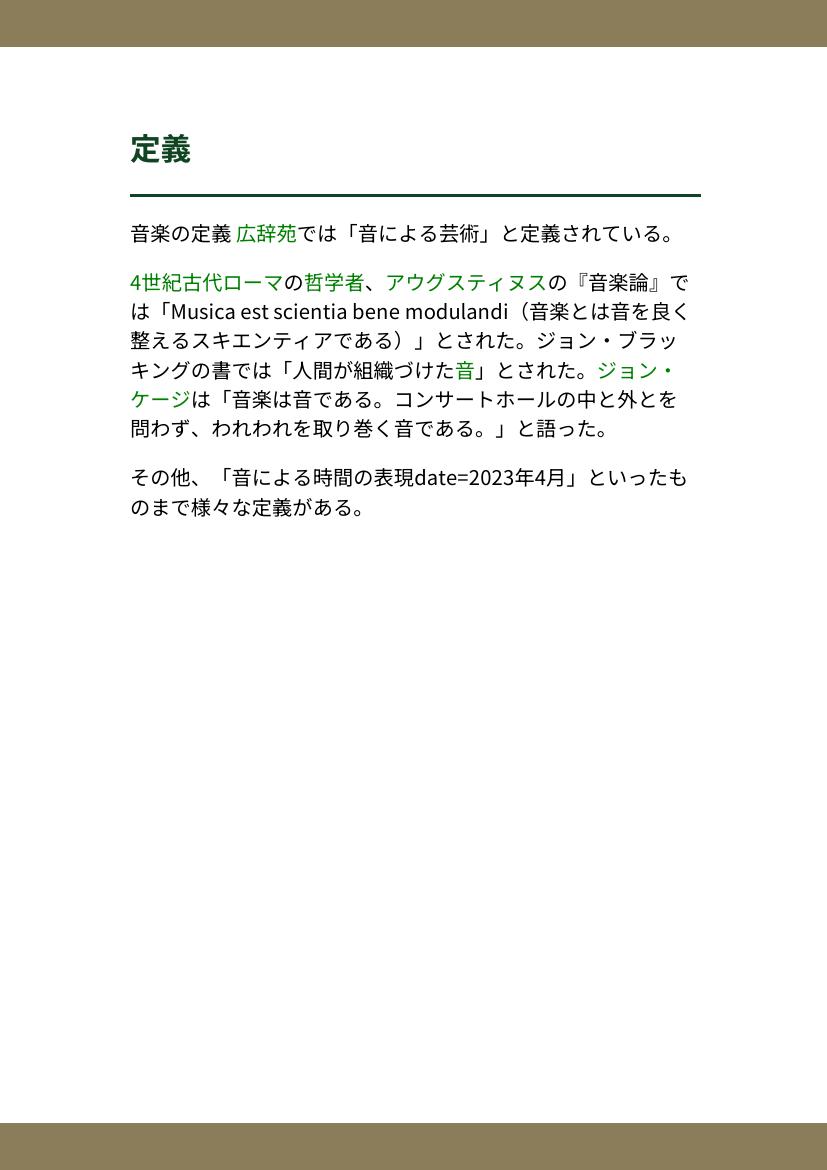 定義
音楽の定義 広辞苑では「音による芸術」と定義されている。
4世紀古代ローマの哲学者、アウグスティヌスの『音楽論』で
は「Musica est scientia bene modulandi（音楽とは音を良く
整えるスキエンティアである）」とされた。ジョン・ブラッ
キングの書では「人間が組織づけた音」とされた。ジョン・
ケージは「音楽は音である。コンサートホールの中と外とを
問わず、われわれを取り巻く音である。」と語った。
その他、「音による時間の表現date=2023年4月」といったも
のまで様々な定義がある。